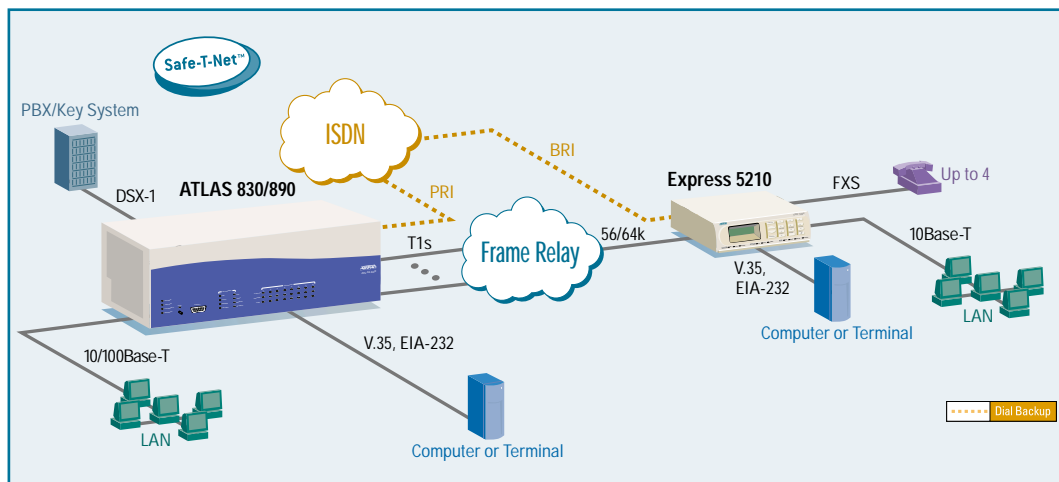 Safe-T-Net™
PBX/Key System
ISDN
BRI
DSX-1
ATLAS 830/890
PRI
Express 5210
FXS
Up to 4
T1s
Frame Relay
56/64k
10Base-T
V.35,
EIA-232
LAN
Computer or Terminal
10/100Base-T
V.35, EIA-232
LAN
Computer or Terminal
Dial Backup